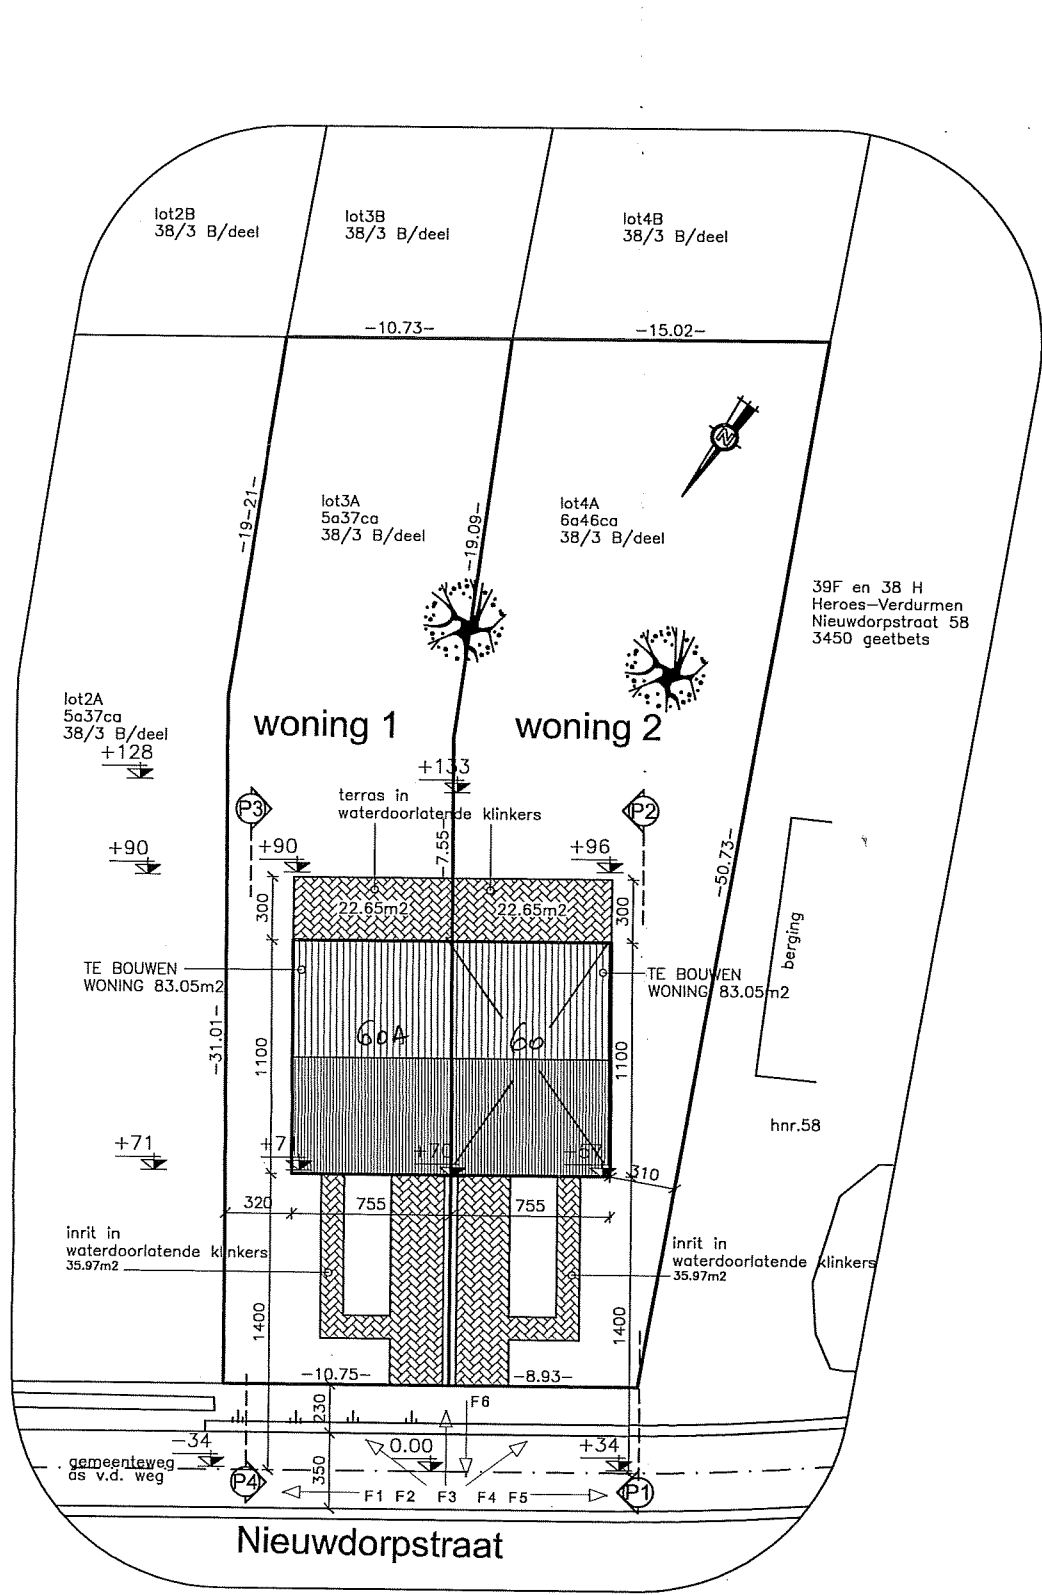 lot2B
38/3 B/deel
lot3B
38/3 B/deel
lot4B
38/3 B/deel
-10.73-
-15.02-
N
-19-21-
lot3A
5a37ca
38/3 B/deel
-19.09-
lot4A
6a46ca
38/3 B/deel
39F en 38 H
Heroes-Verdurmen
Nieuwdorpstraat 58
3450 geetbets
lot2A
5a37ca
38/3 B/deel
+128
woning 1
woning 2
+133
P3
terras in
waterdoorlatende klinkers
P2
+90
+90
-7.55-
+96
-50.73-
300
22.65m2
22.65m2
300
berging
TE BOUWEN
WONING 83.05m2
TE BOUWEN
WONING 83.05m2
-31.01-
1100
60A
60
1100
hnr.58
+71
+7
+70
+57
310
320
755
755
inrit in
waterdoorlatende klinkers
35.97m2
inrit in
waterdoorlatende klinkers
35.97m2
1400
1400
-10.75-
-8.93-
230
F6
-34
0.00
+34
gemeenteweg
as v.d. weg
350
P4
F1 F2 F3 F4 F5
P1
Nieuwdorpstraat